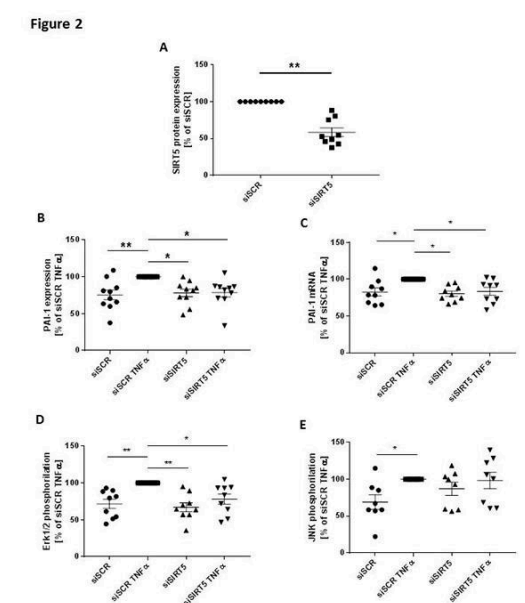 Figure 2
A
**
SIRT5 protein expression
[% of siSCR]
150
100
50
0
siSCR
siSIRT5
B
*
**
*
PAI-1 expression
[% of siSCR TNFα]
150
100
50
0
siSCR
siSCR TNFα
siSIRT5
siSIRT5 TNFα
C
*
*
*
PAI-1 mRNA
[% of siSCR TNFα]
150
100
50
0
siSCR
siSCR TNFα
siSIRT5
siSIRT5 TNFα
D
*
**
**
Erk1/2 phosphorilation
[% of siSCR TNFα]
150
100
50
0
siSCR
siSCR TNFα
siSIRT5
siSIRT5 TNFα
E
*
JNK phosphorilation
[% of siSCR TNFα]
150
100
50
0
siSCR
siSCR TNFα
siSIRT5
siSIRT5 TNFα